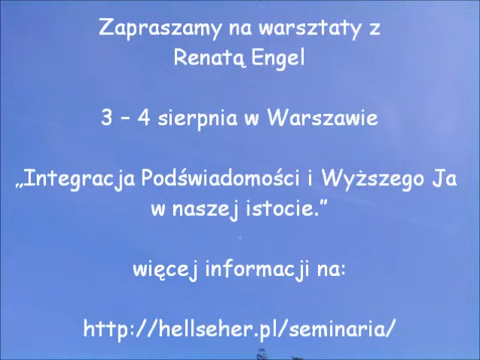 Zapraszamy na warsztaty z
Renatą Engel
3 – 4 sierpnia w Warszawie
„Integracja Podświadomości i Wyższego Ja
w naszej istocie.”
więcej informacji na:
http://hellseher.pl/seminaria/